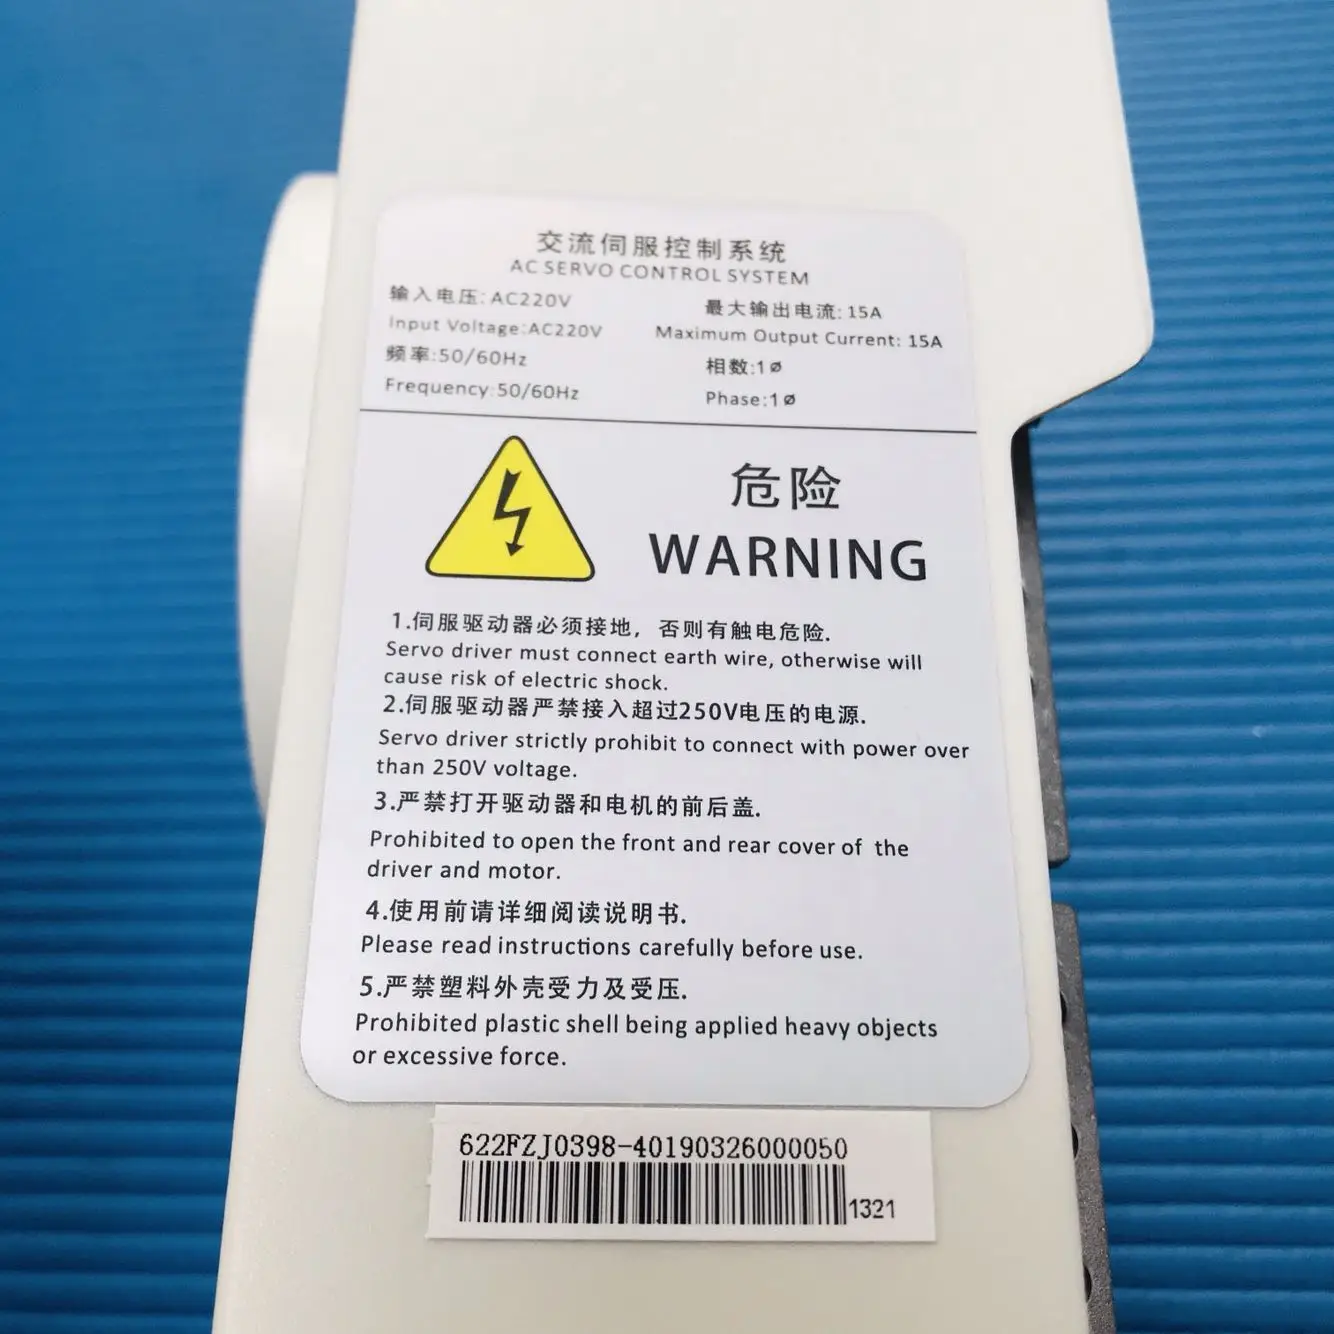 交流伺服控制系统
AC SERVO CONTROL SYSTEM
输入电压: AC220V
最大输出电流: 15A
Input Voltage:AC220V
Maximum Output Current: 15A
频率:50/60Hz
相数:1⌀
Frequency:50/60Hz
Phase:1⌀
危险
WARNING
1.伺服驱动器必须接地，否则有触电危险.
Servo driver must connect earth wire, otherwise will
cause risk of electric shock.
2.伺服驱动器严禁接入超过250V电压的电源.
Servo driver strictly prohibit to connect with power over
than 250V voltage.
3.严禁打开驱动器和电机的前后盖.
Prohibited to open the front and rear cover of the
driver and motor.
4.使用前请详细阅读说明书.
Please read instructions carefully before use.
5.严禁塑料外壳受力及受压.
Prohibited plastic shell being applied heavy objects
or excessive force.
622FZJ0398-40190326000050
1321